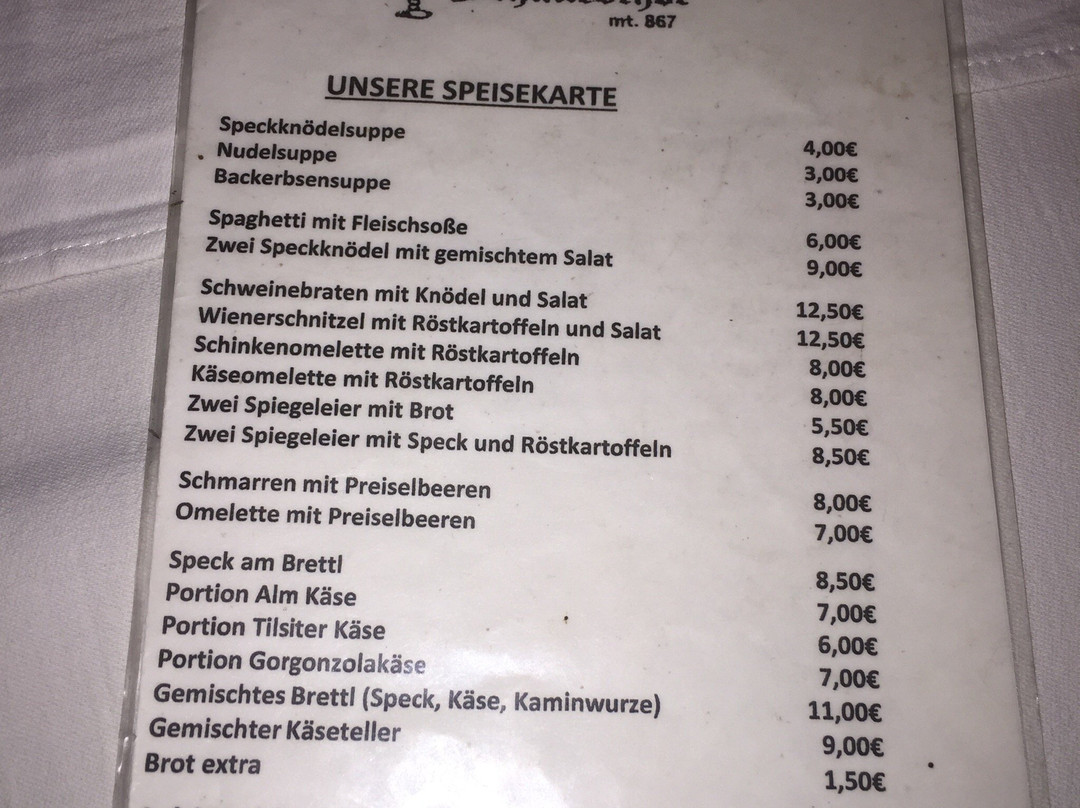 mt. 867
UNSERE SPEISEKARTE
Speckknödelsuppe 4,00€
Nudelsuppe 3,00€
Backerbsensuppe 3,00€
Spaghetti mit Fleischsoße 6,00€
Zwei Speckknödel mit gemischtem Salat 9,00€
Schweinebraten mit Knödel und Salat 12,50€
Wienerschnitzel mit Röstkartoffeln und Salat 12,50€
Schinkenomelette mit Röstkartoffeln 8,00€
Käseomelette mit Röstkartoffeln 8,00€
Zwei Spiegeleier mit Brot 5,50€
Zwei Spiegeleier mit Speck und Röstkartoffeln 8,50€
Schmarren mit Preiselbeeren 8,00€
Omelette mit Preiselbeeren 7,00€
Speck am Brettl 8,50€
Portion Alm Käse 7,00€
Portion Tilsiter Käse 6,00€
Portion Gorgonzolakäse 7,00€
Gemischtes Brettl (Speck, Käse, Kaminwurze) 11,00€
Gemischter Käseteller 9,00€
Brot extra 1,50€